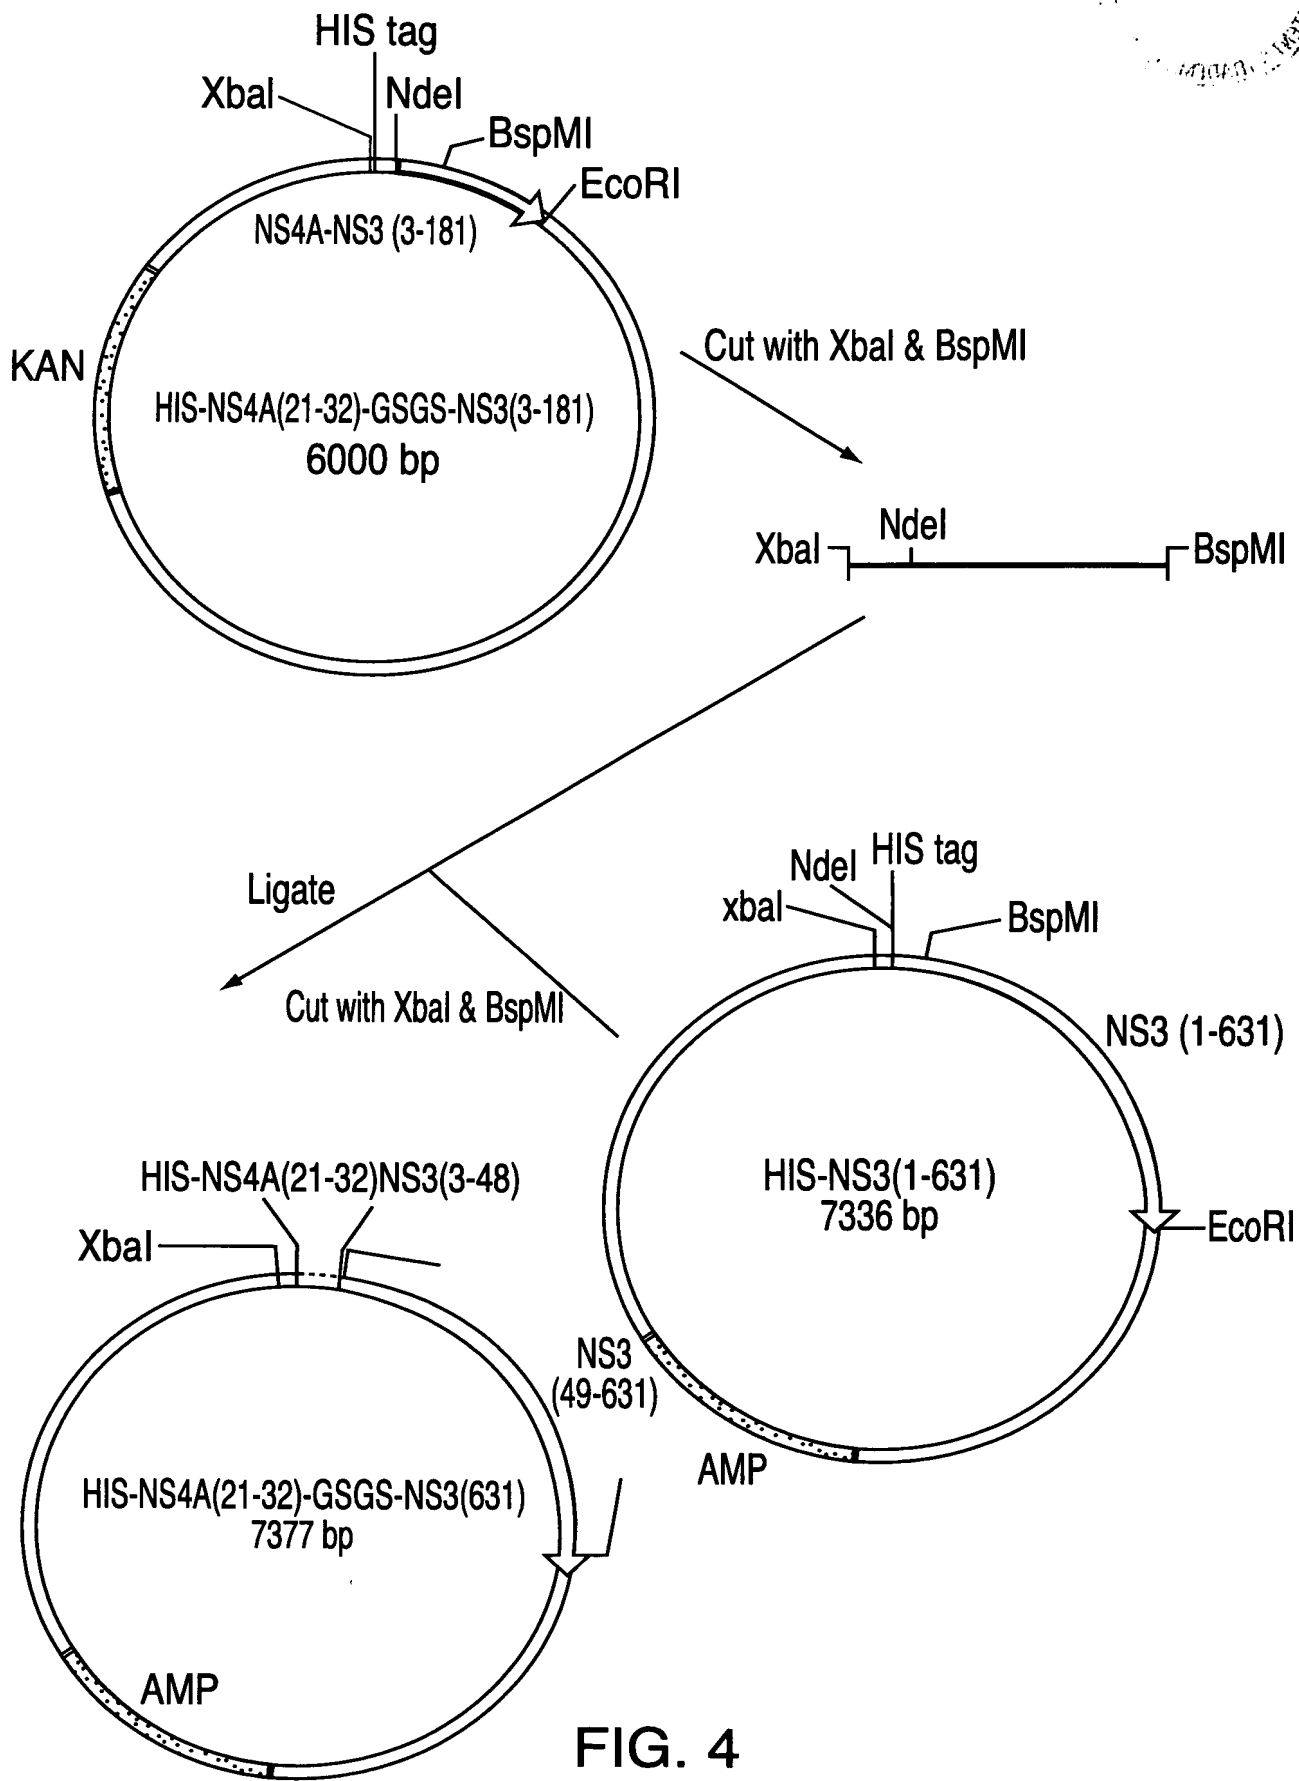 HIS tag
XbaI
NdeI
BspMI
EcoRI
NS4A-NS3 (3-181)
KAN
HIS-NS4A(21-32)-GSGS-NS3(3-181)
6000 bp
Cut with XbaI & BspMI
NdeI
XbaI
BspMI
Ligate
Cut with XbaI & BspMI
NdeI
HIS tag
xbaI
BspMI
NS3 (1-631)
HIS-NS3(1-631)
7336 bp
EcoRI
AMP
HIS-NS4A(21-32)NS3(3-48)
XbaI
NS3
(49-631)
HIS-NS4A(21-32)-GSGS-NS3(631)
7377 bp
AMP
FIG. 4